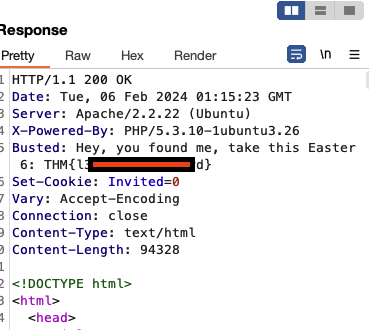 Response
Pretty Raw Hex Render \n
1 HTTP/1.1 200 OK
2 Date: Tue, 06 Feb 2024 01:15:23 GMT
3 Server: Apache/2.2.22 (Ubuntu)
4 X-Powered-By: PHP/5.3.10-1ubuntu3.26
5 Busted: Hey, you found me, take this Easter
6: THM{l3 d}
6 Set-Cookie: Invited=0
7 Vary: Accept-Encoding
8 Connection: close
9 Content-Type: text/html
0 Content-Length: 94328
1
2 <!DOCTYPE html>
3 <html>
4 <head>